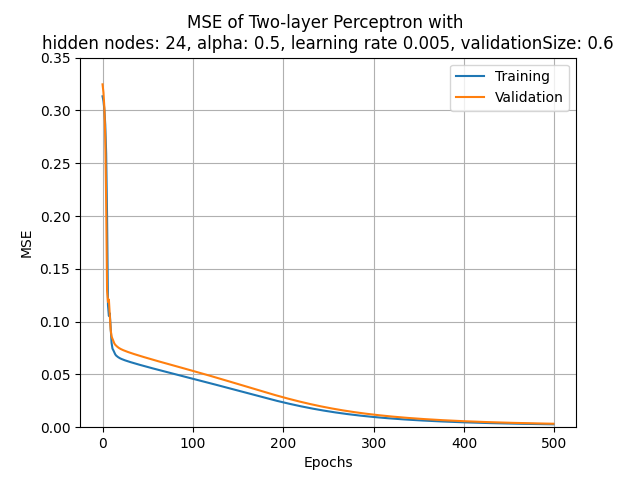 MSE of Two-layer Perceptron with
hidden nodes: 24, alpha: 0.5, learning rate 0.005, validationSize: 0.6
0.35
0.30
0.25
0.20
0.15
0.10
0.05
0.00
MSE
Training
Validation
0 100 200 300 400 500
Epochs